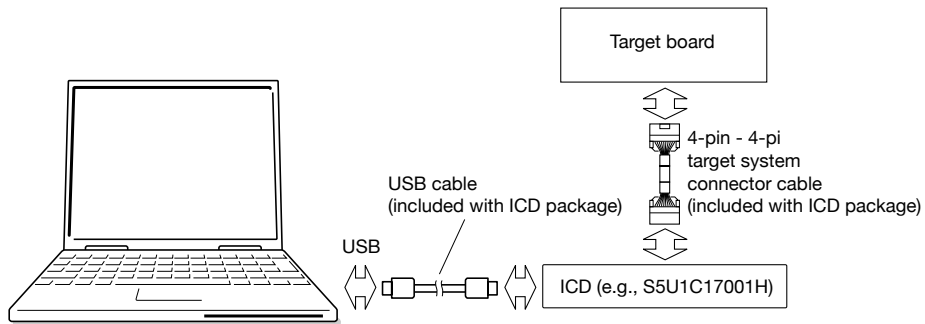 Target board
4-pin - 4-pi
target system
connector cable
(included with ICD package)
USB cable
(included with ICD package)
USB
ICD (e.g., S5U1C17001H)